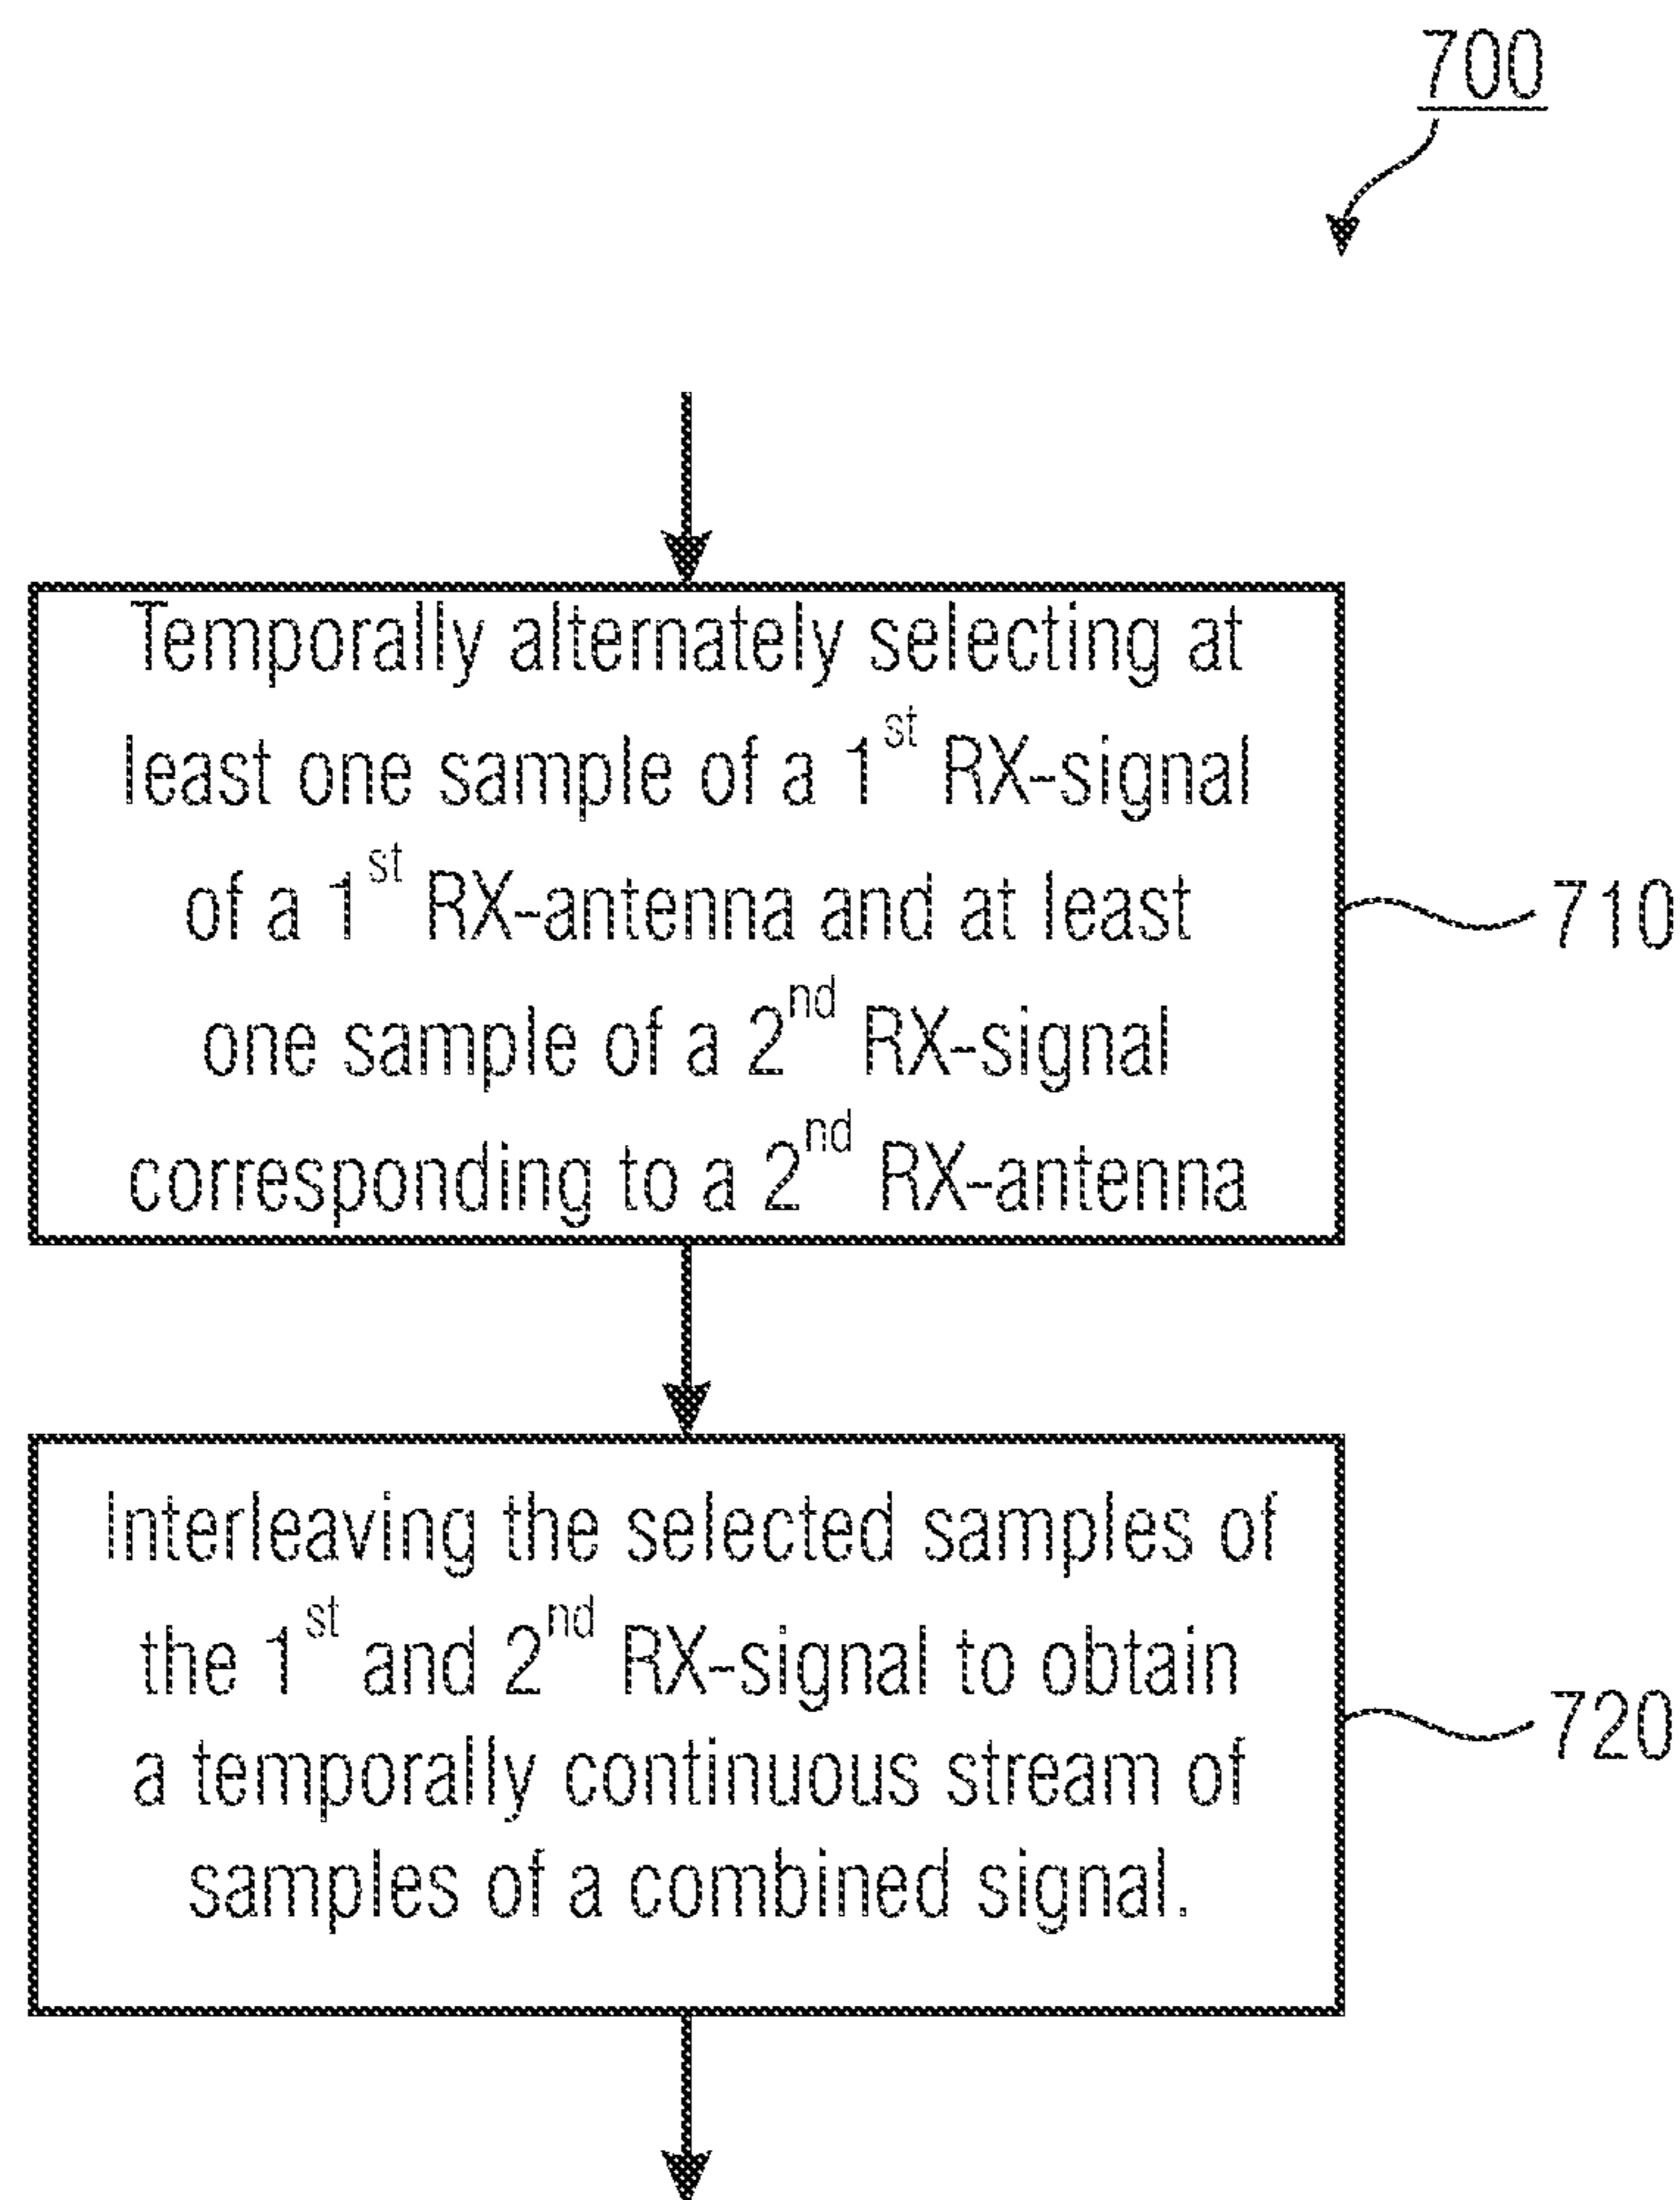 700
Temporally alternately selecting at
least one sample of a 1st RX-signal
of a 1st RX-antenna and at least
one sample of a 2nd RX-signal
corresponding to a 2nd RX-antenna
710
Interleaving the selected samples of
the 1st and 2nd RX-signal to obtain
a temporally continuous stream of
samples of a combined signal.
720